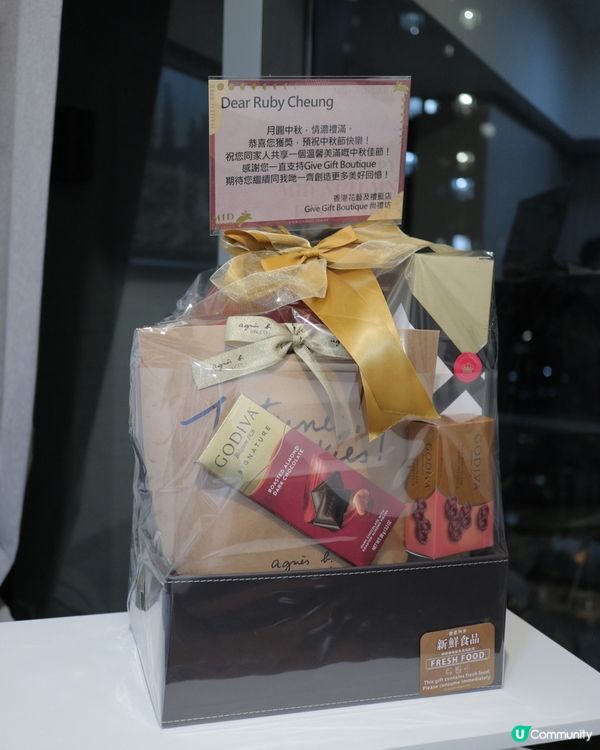 Dear Ruby Cheung
月圓中秋，情濃禮滿，
恭喜您獲獎，預祝中秋節快樂！
祝您同家人共享一個溫馨美滿嘅中秋佳節！
感謝您一直支持Give Gift Boutique
期待您繼續同我哋一齊創造更多美好回憶！
香港花藝及禮籃店
Give Gift Boutique 尚禮坊
agnès b.
agnès b.
GODIVA
SIGNATURE
ROASTED ALMOND
DARK CHOCOLATE
GODIVA
agnès b.
新鮮食品
FRESH FOOD
This gift contains fresh food.
Please consume immediately.
U Community